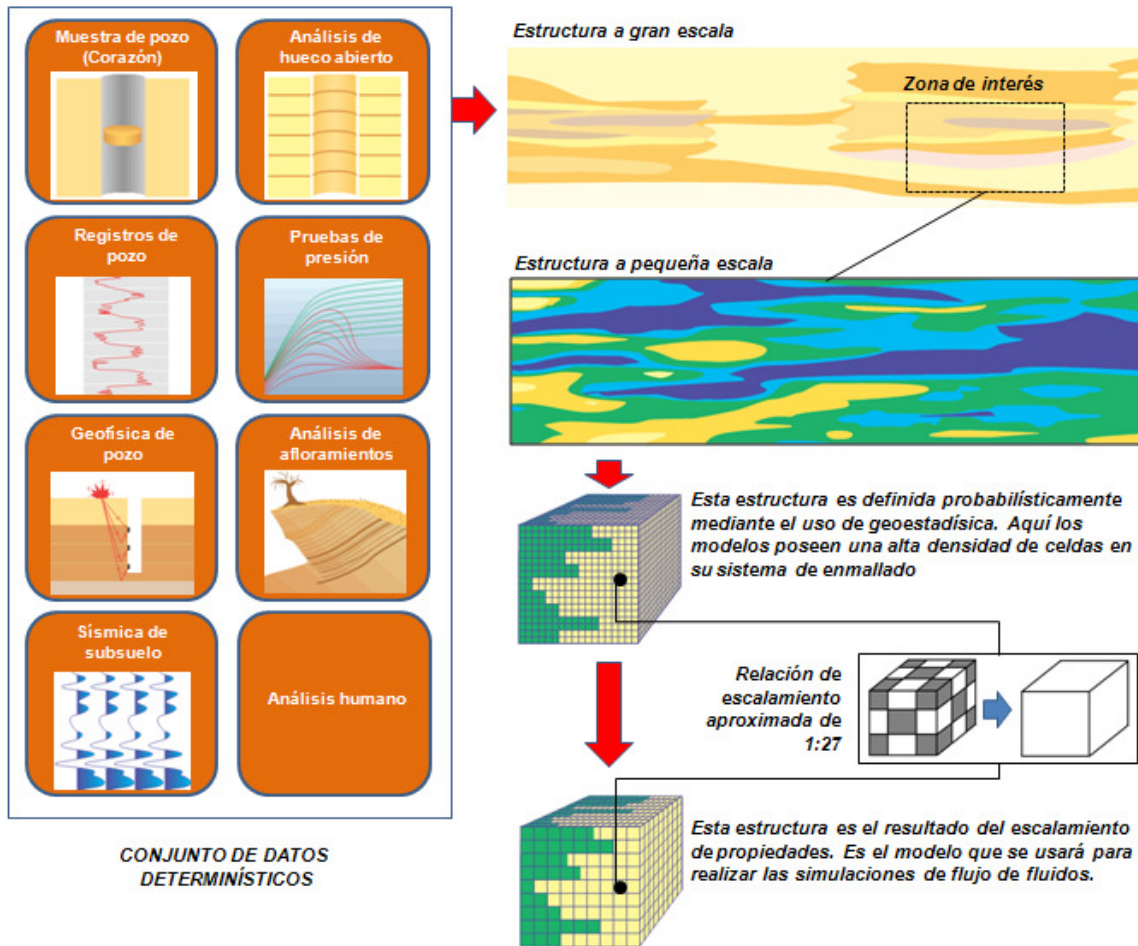 Muestra de pozo
(Corazón)
Análisis de
hueco abierto
Registros de
pozo
Pruebas de
presión
Geofísica de
pozo
Análisis de
afloramientos
Sísmica de
subsuelo
Análisis humano
CONJUNTO DE DATOS
DETERMINÍSTICOS
Estructura a gran escala
Zona de interés
Estructura a pequeña escala
Esta estructura es definida probabilísticamente
mediante el uso de geoestadísica. Aquí los
modelos poseen una alta densidad de celdas en
su sistema de enmallado
Relación de
escalamiento
aproximada de
1:27
Esta estructura es el resultado del escalamiento
de propiedades. Es el modelo que se usará para
realizar las simulaciones de flujo de fluidos.